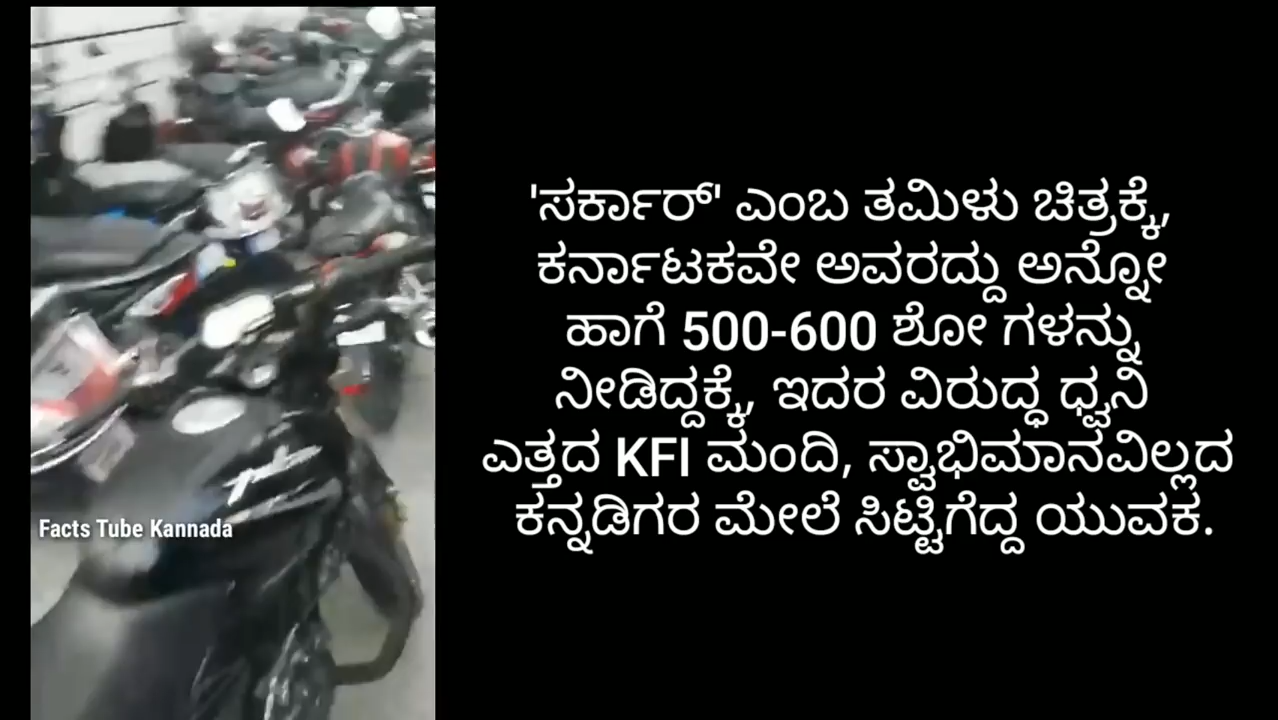 'ಸರ್ಕಾರ್' ಎಂಬ ತಮಿಳು ಚಿತ್ರಕ್ಕೆ,
ಕರ್ನಾಟಕವೇ ಅವರದ್ದು ಅನ್ನೋ
ಹಾಗೆ 500-600 ಶೋ ಗಳನ್ನು
ನೀಡಿದ್ದಕ್ಕೆ, ಇದರ ವಿರುದ್ಧ ಧ್ವನಿ
ಎತ್ತದ KFI ಮಂದಿ, ಸ್ವಾಭಿಮಾನವಿಲ್ಲದ
ಕನ್ನಡಿಗರ ಮೇಲೆ ಸಿಟ್ಟಿಗೆದ್ದ ಯುವಕ.
Facts Tube Kannada